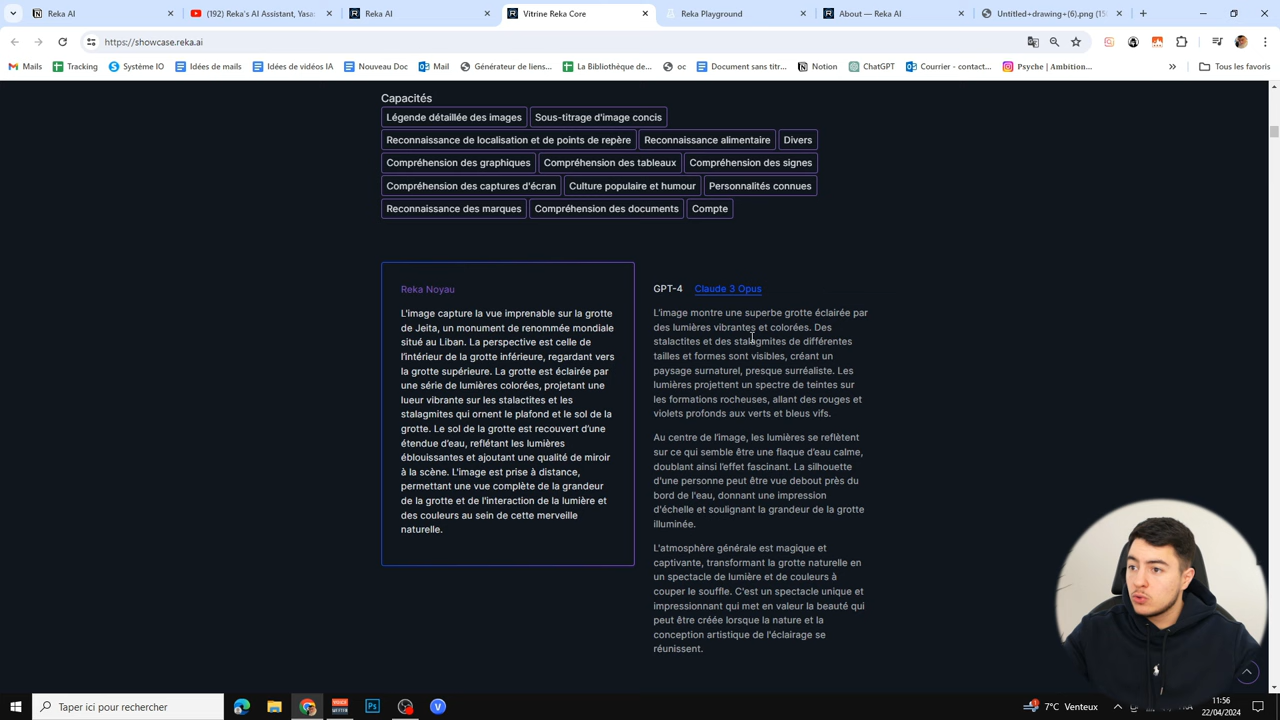 Reka AI
(192) Reka's AI Assistant, Yasa
Reka AI
Vitrine Reka Core
Reka Playground
About — Reka AI
Untitled+drawing+(6).png (15
https://showcase.reka.ai
Mails
Tracking
Système IO
Idées de mails
Idées de vidéos IA
Nouveau Doc
Mail
Générateur de liens...
La Bibliothèque de...
oc
Document sans titr...
Notion
ChatGPT
Courrier - contact...
Psyche | Ambition...
»
Tous les favoris
Capacités
Légende détaillée des images
Sous-titrage d'image concis
Reconnaissance de localisation et de points de repère
Reconnaissance alimentaire
Divers
Compréhension des graphiques
Compréhension des tableaux
Compréhension des signes
Compréhension des captures d'écran
Culture populaire et humour
Personnalités connues
Reconnaissance des marques
Compréhension des documents
Compte
Reka Noyau
L'image capture la vue imprenable sur la grotte
de Jeita, un monument de renommée mondiale
situé au Liban. La perspective est celle de
l'intérieur de la grotte inférieure, regardant vers
la grotte supérieure. La grotte est éclairée par
une série de lumières colorées, projetant une
lueur vibrante sur les stalactites et les
stalagmites qui ornent le plafond et le sol de la
grotte. Le sol de la grotte est recouvert d'une
étendue d'eau, reflétant les lumières
éblouissantes et ajoutant une qualité de miroir
à la scène. L'image est prise à distance,
permettant une vue complète de la grandeur
de la grotte et de l'interaction de la lumière et
des couleurs au sein de cette merveille
naturelle.
GPT-4
Claude 3 Opus
L'image montre une superbe grotte éclairée par
des lumières vibrantes et colorées. Des
stalactites et des stalagmites de différentes
tailles et formes sont visibles, créant un
paysage surnaturel, presque surréaliste. Les
lumières projettent un spectre de teintes sur
les formations rocheuses, allant des rouges et
violets profonds aux verts et bleus vifs.
Au centre de l'image, les lumières se reflètent
sur ce qui semble être une flaque d'eau calme,
doublant ainsi l'effet fascinant. La silhouette
d'une personne peut être vue debout près du
bord de l'eau, donnant une impression
d'échelle et soulignant la grandeur de la grotte
illuminée.
L'atmosphère générale est magique et
captivante, transformant la grotte naturelle en
un spectacle de lumière et de couleurs à
couper le souffle. C'est un spectacle unique et
impressionnant qui met en valeur la beauté qui
peut être créée lorsque la nature et la
conception artistique de l'éclairage se
réunissent.
Taper ici pour rechercher
7°C Venteux
11:56
22/04/2024